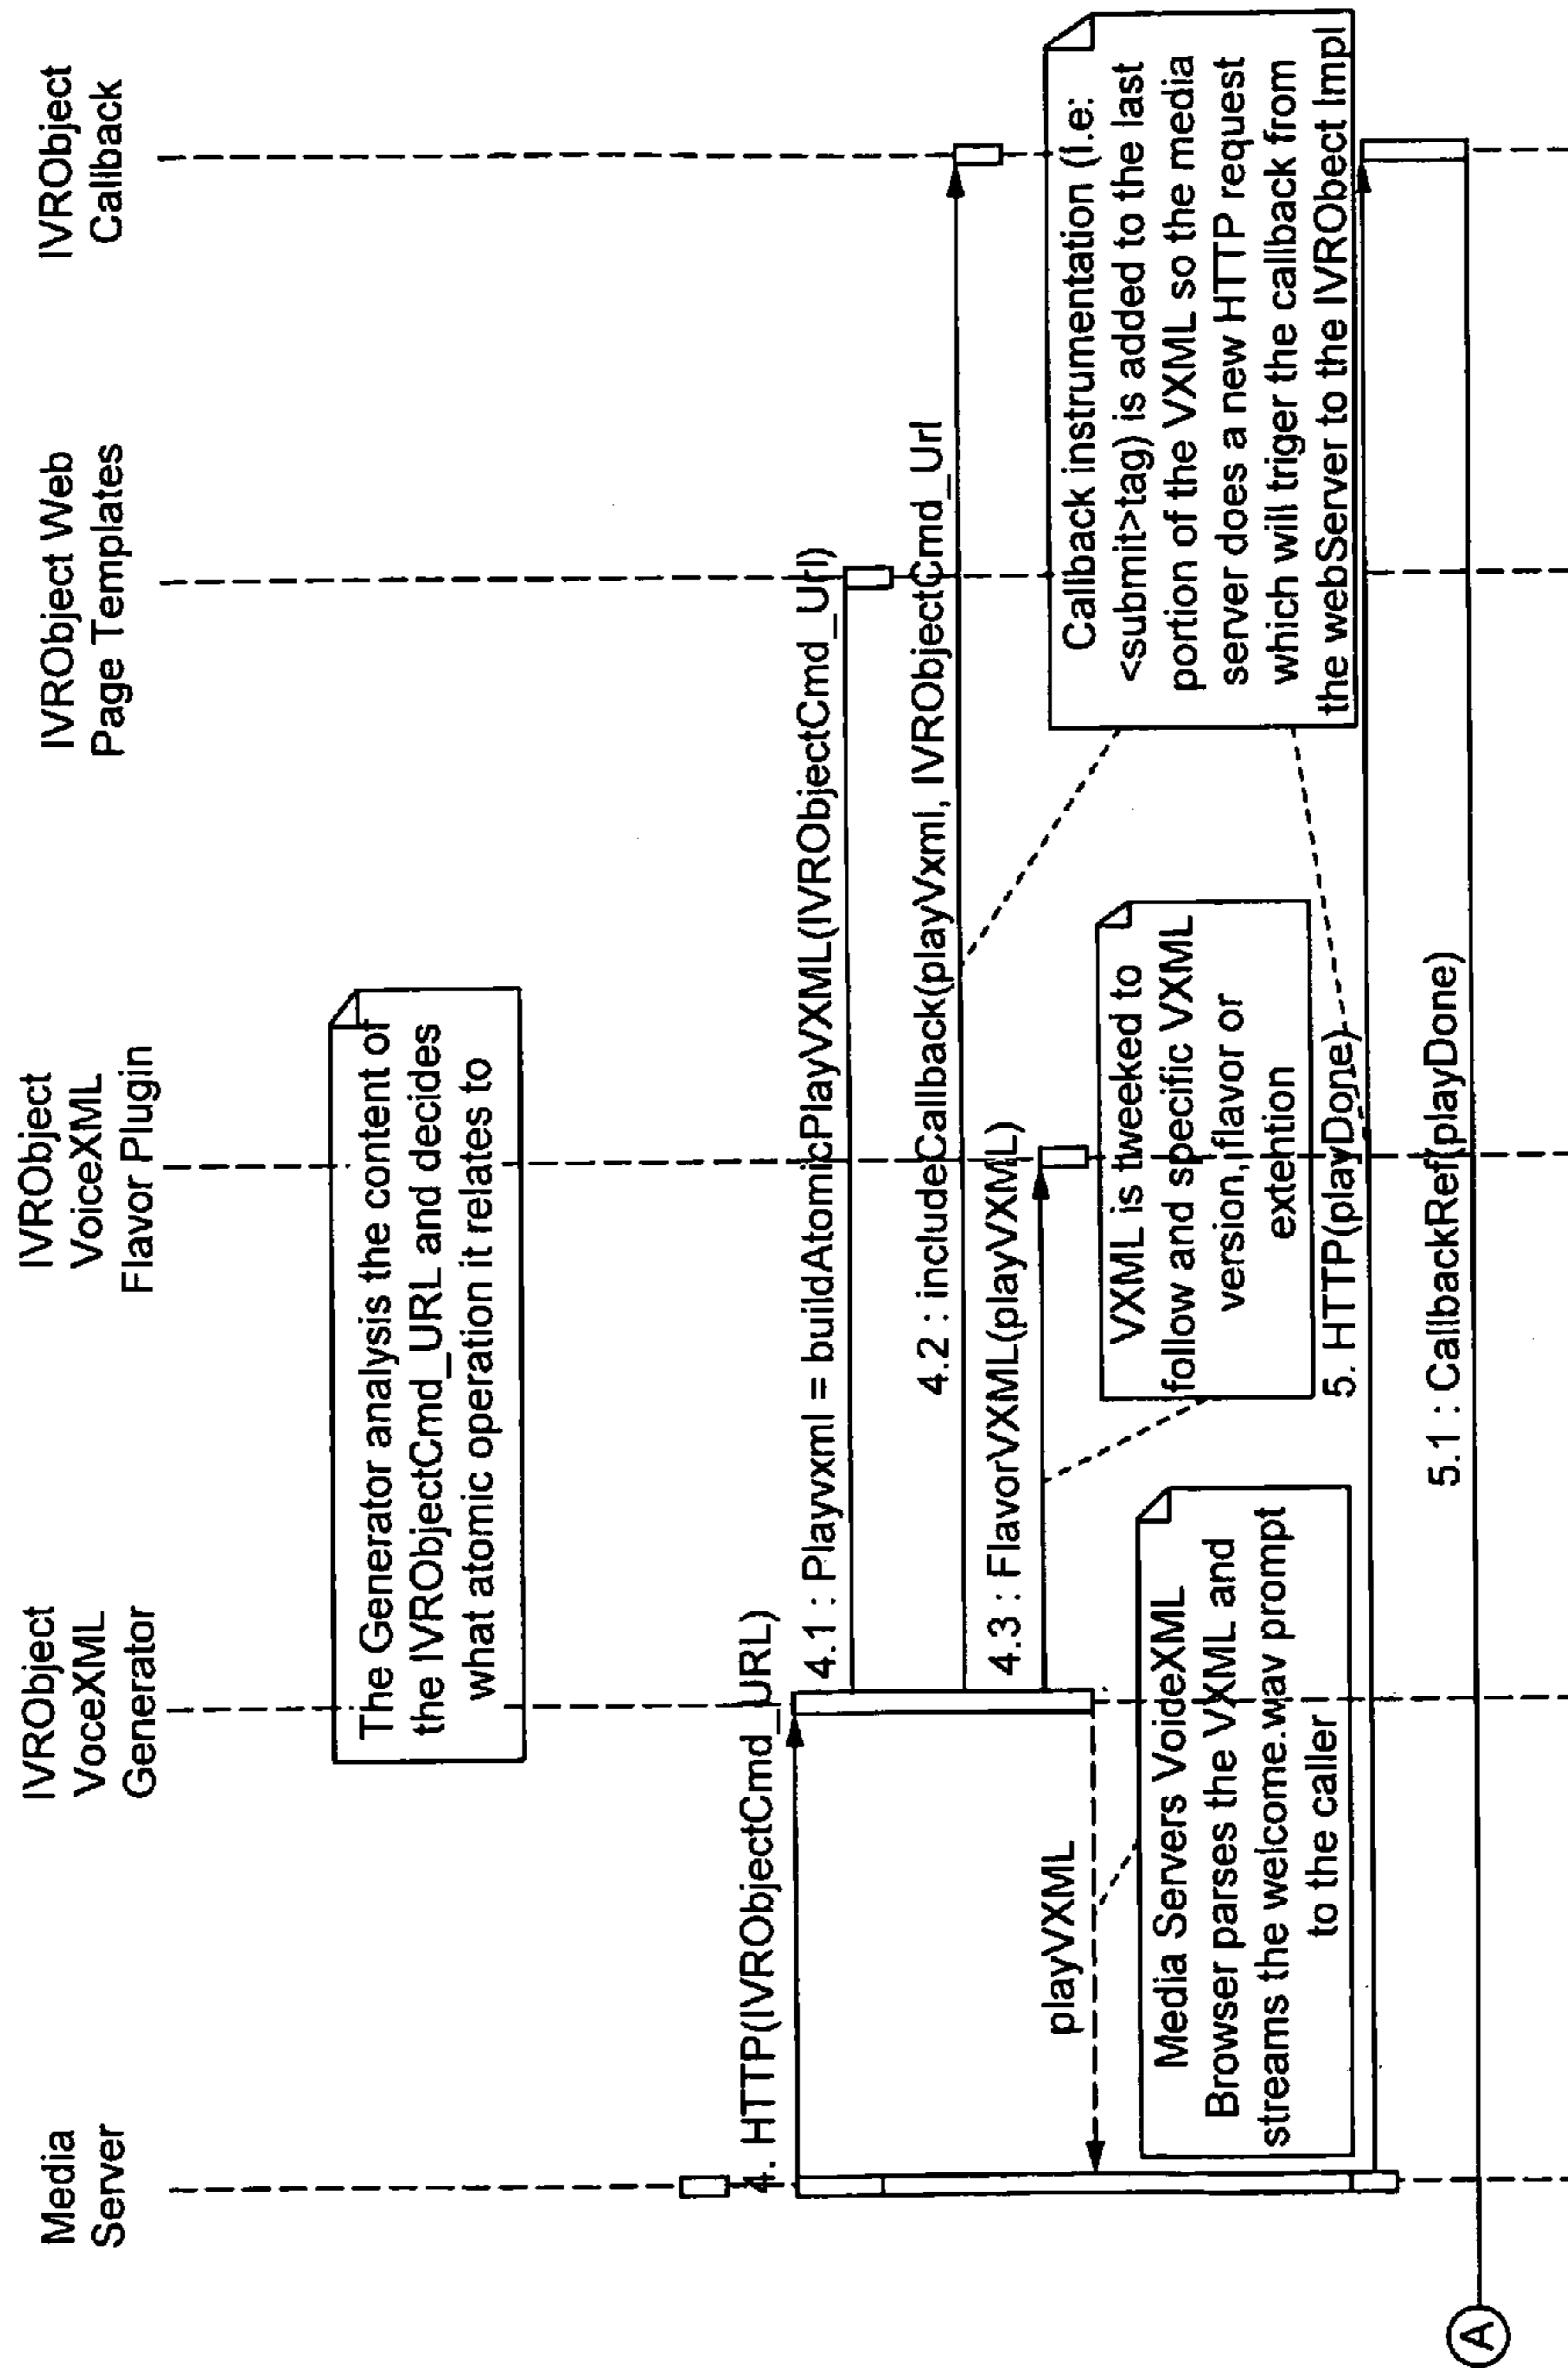 Media
Server
IVRObject
VoceXML
Generator
IVRObject
VoiceXML
Flavor Plugin
IVRObject Web
Page Templates
IVRObject
Callback
The Generator analysis the content of
the IVRObjectCmd_URL and decides
what atomic operation it relates to
4. HTTP(IVRObjectCmd_URL)
4.1 : Playvxml = buildAtomicPlayVXML(IVRObjectCmd_Url)
4.2 : includeCallback(playVxml, IVRObjectCmd_Url
4.3 : FlavorVXML(playVXML)
playVXML
Callback instrumentation (I.e:
<submit>tag) is added to the last
portion of the VXML so the media
server does a new HTTP request
which will triger the callback from
the webServer to the IVRObect Impl
VXML is tweeked to
follow and specific VXML
version,flavor or
extention
Media Servers VoideXML
Browser parses the VXML and
streams the welcome.wav prompt
to the caller
5. HTTP(playDone)
5.1 : CallbackRef(playDone)
A